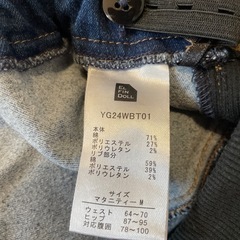 EL
FIN
DOLL
YG24WBT01
本体
綿 71%
ポリエステル 27%
ポリウレタン 2%
リブ部分
綿 59%
ポリエステル 39%
ポリウレタン 2%
サイズ
マタニティー M
ウェスト 64~70
ヒップ 87~95
対応腹囲 78~100